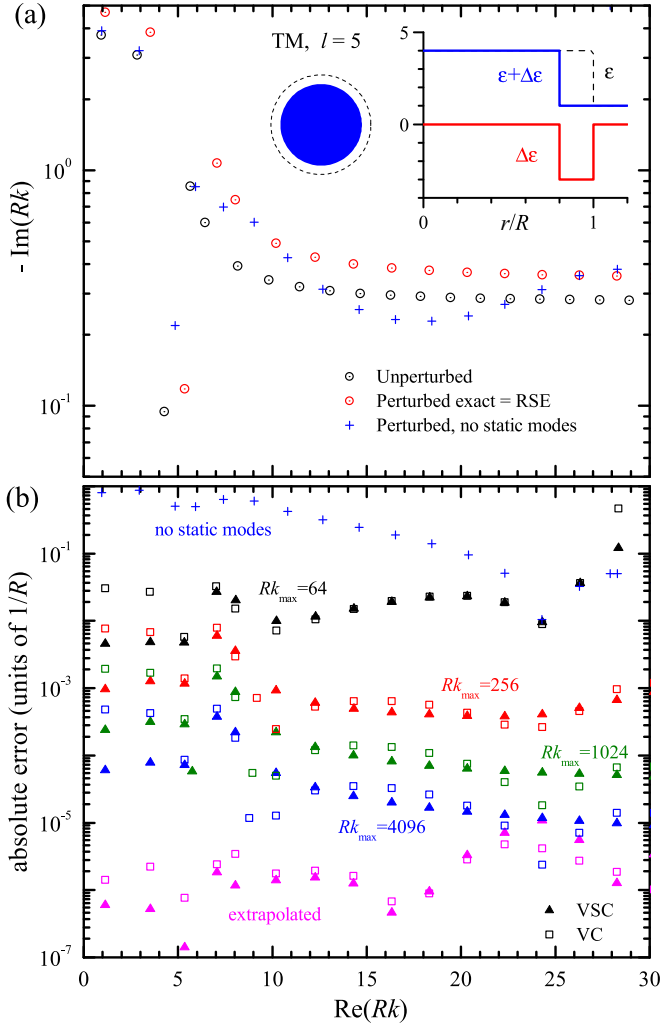 (a)
TM, l = 5
5
0
ε+Δε
ε
Δε
0
r/R
1
10^0
10^-1
- Im(Rk)
Unperturbed
Perturbed exact = RSE
Perturbed, no static modes
(b)
no static modes
Rk_max=64
Rk_max=256
Rk_max=1024
Rk_max=4096
extrapolated
VSC
VC
10^-1
10^-3
10^-5
10^-7
absolute error (units of 1/R)
0 5 10 15 20 25 30
Re(Rk)